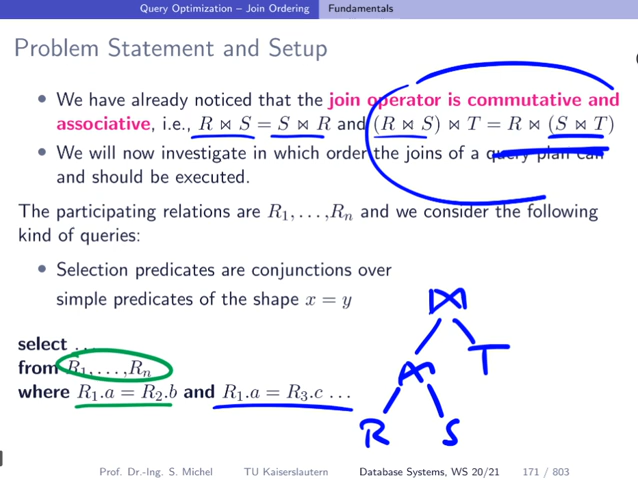 Query Optimization – Join Ordering Fundamentals
Problem Statement and Setup
• We have already noticed that the join operator is commutative and
associative, i.e., R ⋈ S = S ⋈ R and (R ⋈ S) ⋈ T = R ⋈ (S ⋈ T)
• We will now investigate in which order the joins of a query plan can
and should be executed.
The participating relations are R₁, . . . ,Rₙ and we consider the following
kind of queries:
• Selection predicates are conjunctions over
simple predicates of the shape x = y
select . . .
from R₁, . . . ,Rₙ
where R₁.a = R₂.b and R₁.a = R₃.c . . .
⋈
⋈ T
R S
Prof. Dr.-Ing. S. Michel TU Kaiserslautern Database Systems, WS 20/21 171 / 803